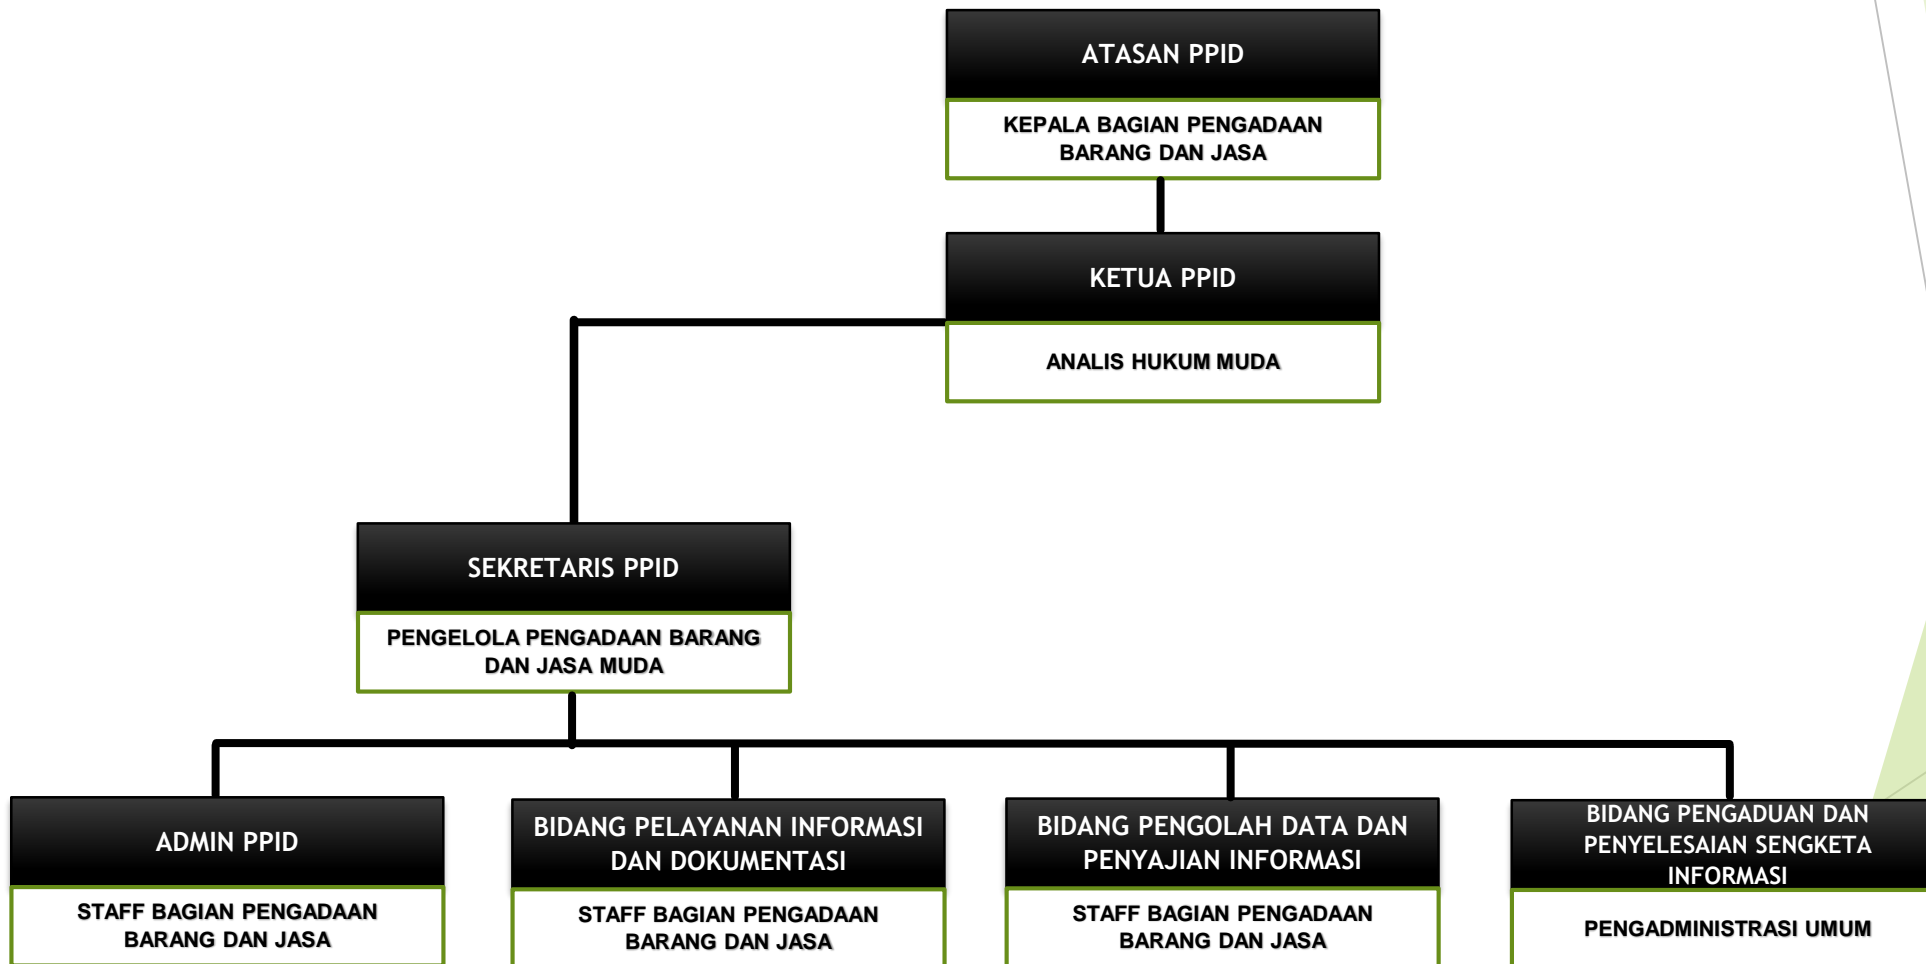 ATASAN PPID
KEPALA BAGIAN PENGADAAN
BARANG DAN JASA
KETUA PPID
ANALIS HUKUM MUDA
SEKRETARIS PPID
PENGELOLA PENGADAAN BARANG
DAN JASA MUDA
ADMIN PPID
STAFF BAGIAN PENGADAAN
BARANG DAN JASA
BIDANG PELAYANAN INFORMASI
DAN DOKUMENTASI
STAFF BAGIAN PENGADAAN
BARANG DAN JASA
BIDANG PENGOLAH DATA DAN
PENYAJIAN INFORMASI
STAFF BAGIAN PENGADAAN
BARANG DAN JASA
BIDANG PENGADUAN DAN
PENYELESAIAN SENGKETA
INFORMASI
PENGADMINISTRASI UMUM